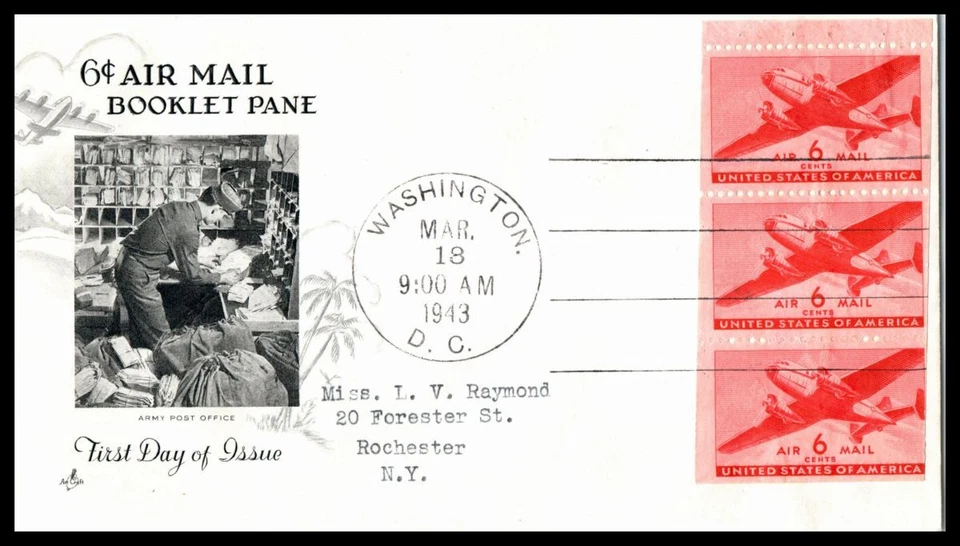 6¢ AIR MAIL
BOOKLET PANE
ARMY POST OFFICE
First Day of Issue
Art Craft
WASHINGTON,
MAR.
18
9:00 AM
1943
D. C.
Miss. L. V. Raymond
20 Forester St.
Rochester
N.Y.
AIR 6 MAIL
CENTS
UNITED STATES OF AMERICA
AIR 6 MAIL
CENTS
UNITED STATES OF AMERICA
AIR 6 MAIL
CENTS
UNITED STATES OF AMERICA